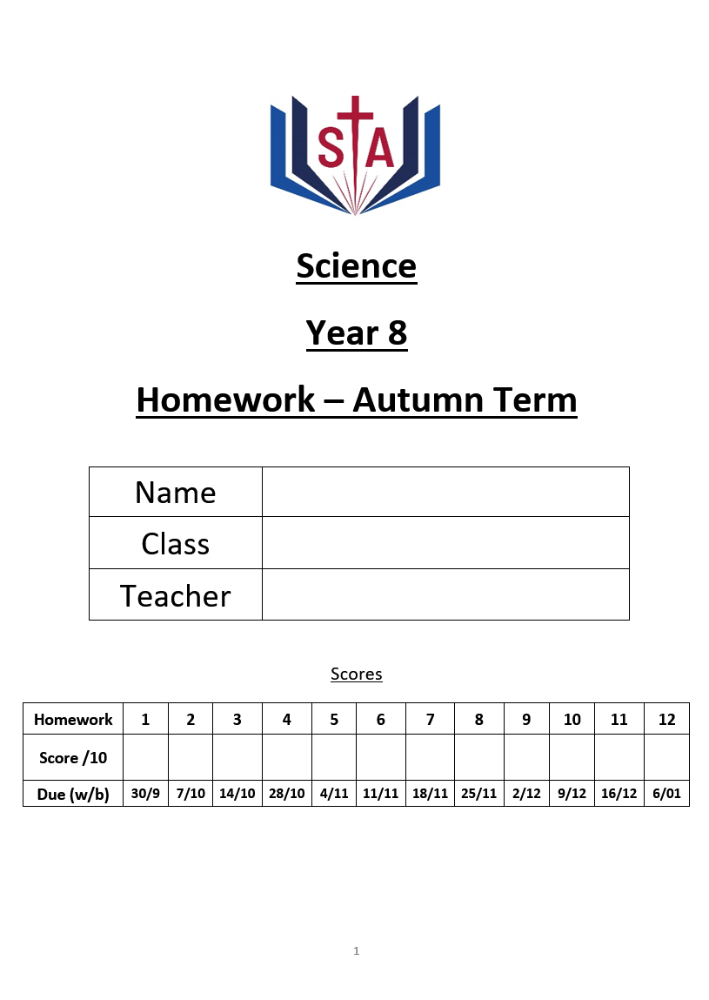 STA
Science
Year 8
Homework – Autumn Term
Name
Class
Teacher
Scores
Homework 1 2 3 4 5 6 7 8 9 10 11 12
Score /10
Due (w/b) 30/9 7/10 14/10 28/10 4/11 11/11 18/11 25/11 2/12 9/12 16/12 6/01
1